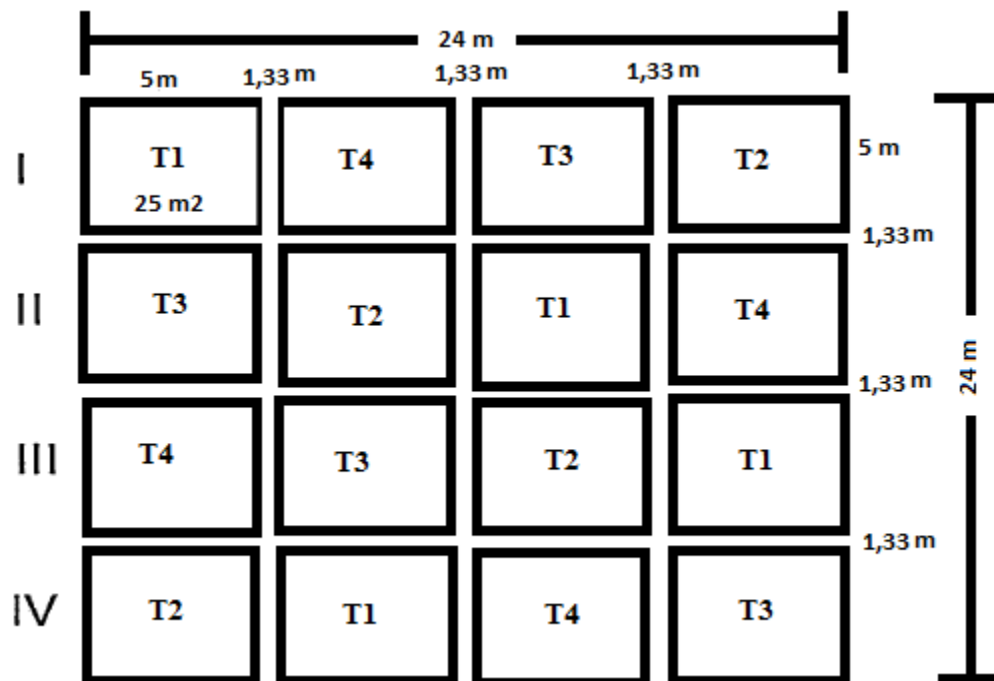 24 m
5m 1,33 m 1,33 m 1,33 m
I T1 T4 T3 T2 5 m
25 m2
1,33 m
II T3 T2 T1 T4
1,33 m
24 m
III T4 T3 T2 T1
1,33 m
IV T2 T1 T4 T3